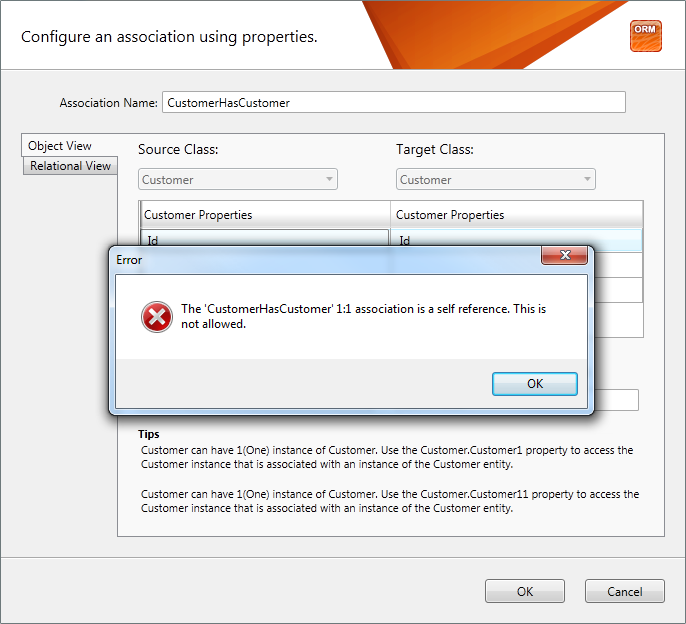 Configure an association using properties.
ORM
Association Name: CustomerHasCustomer
Object View
Relational View
Source Class: Target Class:
Customer Customer
Customer Properties Customer Properties
Id Id
Error
The 'CustomerHasCustomer' 1:1 association is a self reference. This is
not allowed.
OK
Tips
Customer can have 1(One) instance of Customer. Use the Customer.Customer1 property to access the
Customer instance that is associated with an instance of the Customer entity.
Customer can have 1(One) instance of Customer. Use the Customer.Customer11 property to access the
Customer instance that is associated with an instance of the Customer entity.
OK Cancel